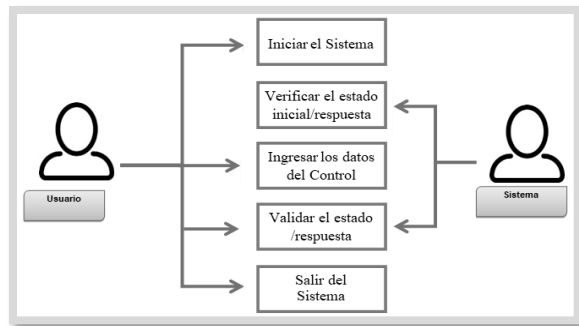 Iniciar el Sistema
Verificar el estado
inicial/respuesta
Ingresar los datos
del Control
Validar el estado
/respuesta
Salir del
Sistema
Usuario
Sistema